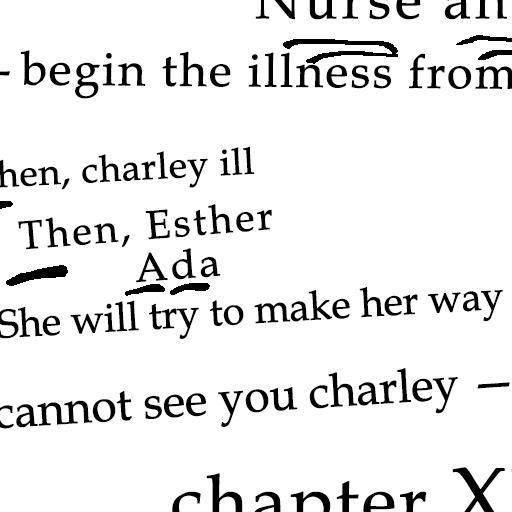 Nurse an
- begin the illness from
hen, charley ill
Then, Esther
Ada
She will try to make her way
cannot see you charley —
chapter X